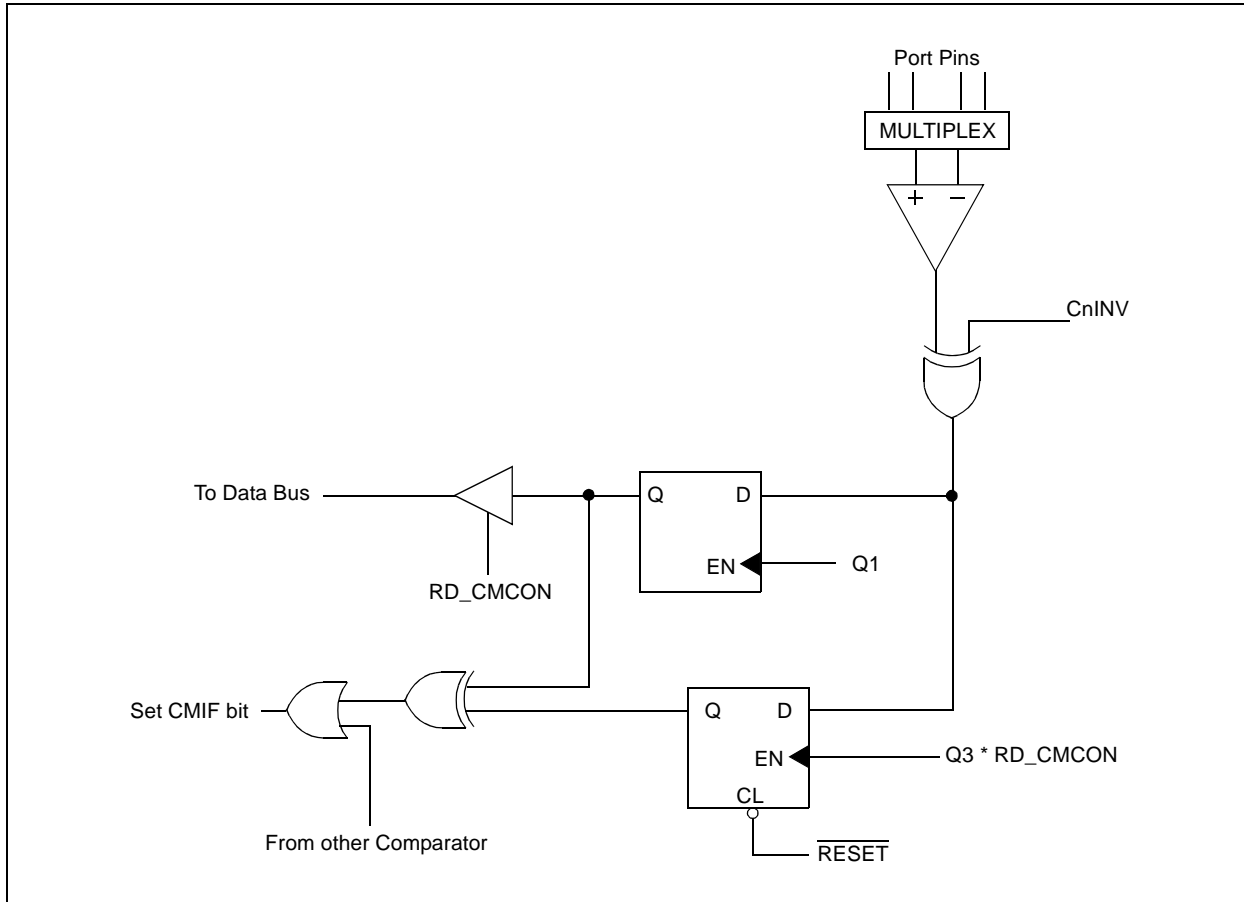 Port Pins
MULTIPLEX
+ −
CnINV
To Data Bus
Q D
EN
Q1
RD_CMCON
Set CMIF bit
Q D
EN
Q3 * RD_CMCON
CL
From other Comparator
RESET